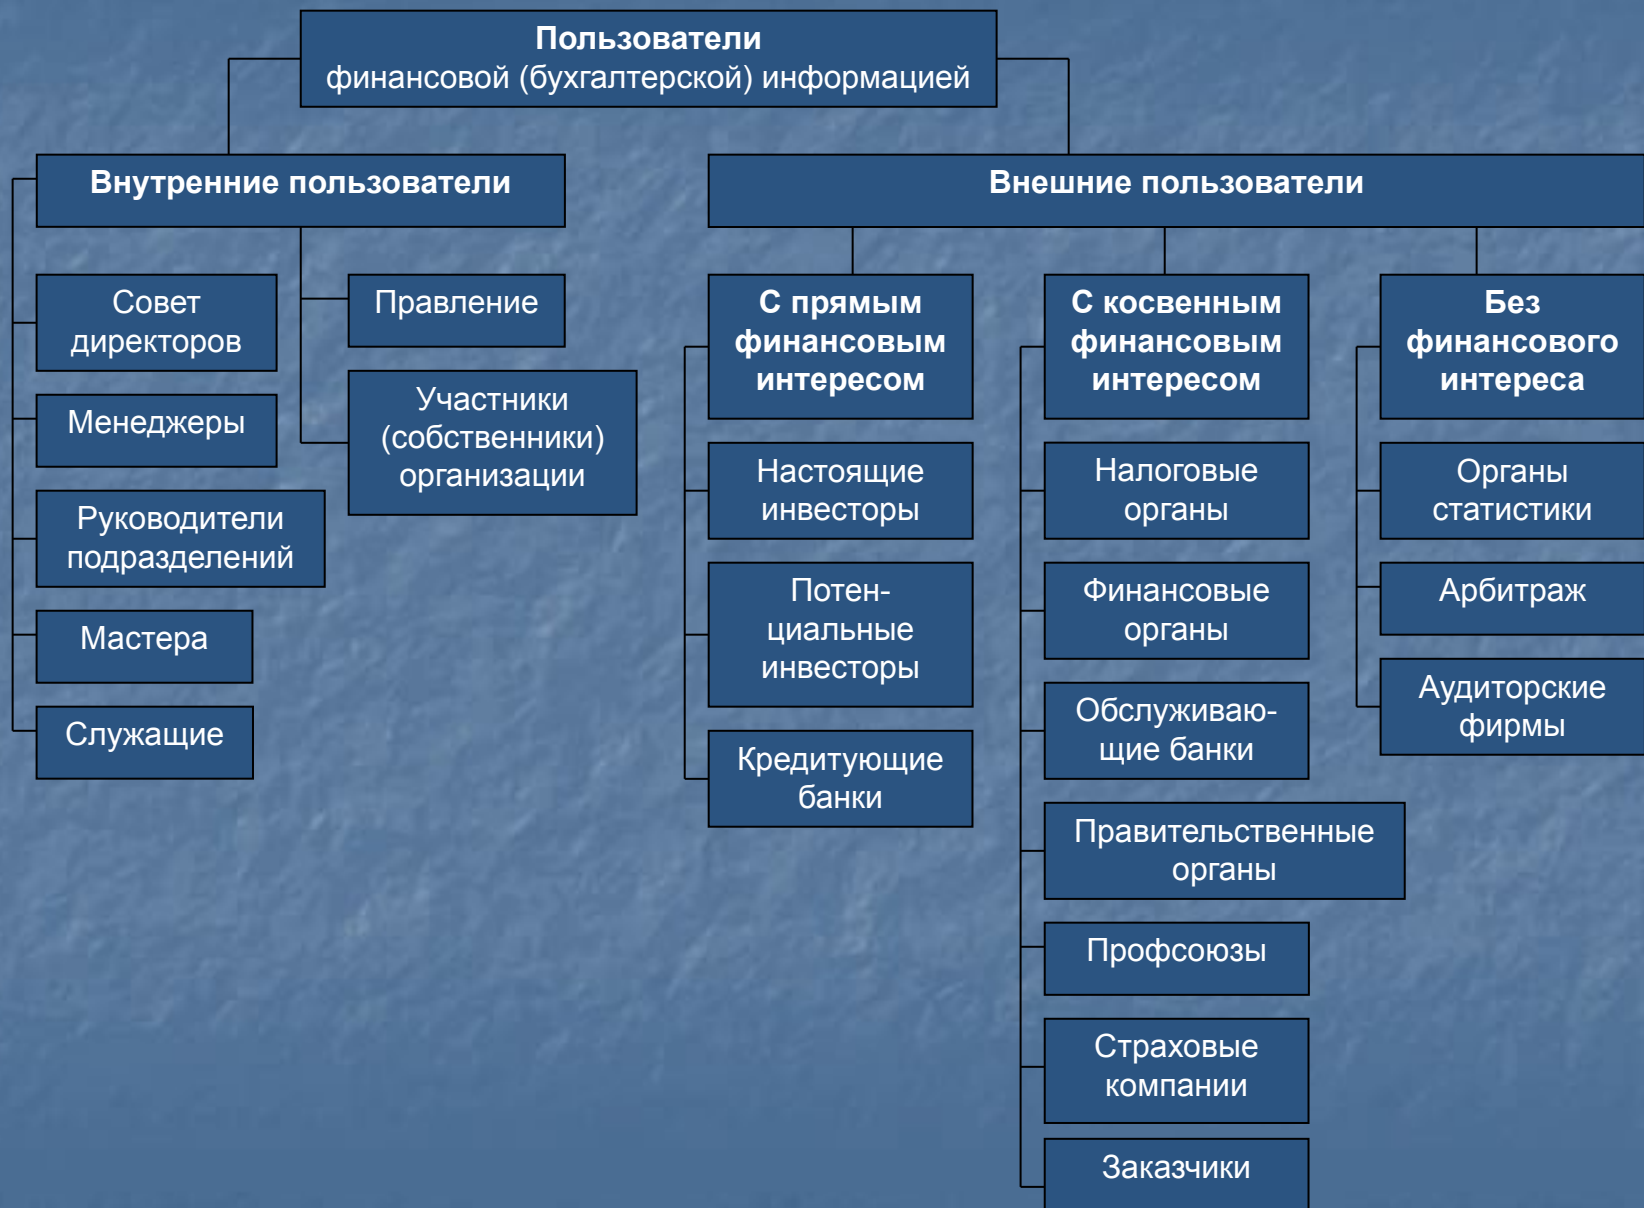 Пользователи
финансовой (бухгалтерской) информацией
Внутренние пользователи
Совет
директоров
Менеджеры
Руководители
подразделений
Мастера
Служащие
Правление
Участники
(собственники)
организации
Внешние пользователи
С прямым
финансовым
интересом
Настоящие
инвесторы
Потен-
циальные
инвесторы
Кредитующие
банки
С косвенным
финансовым
интересом
Налоговые
органы
Финансовые
органы
Обслуживаю-
щие банки
Правительственные
органы
Профсоюзы
Страховые
компании
Заказчики
Без
финансового
интереса
Органы
статистики
Арбитраж
Аудиторские
фирмы